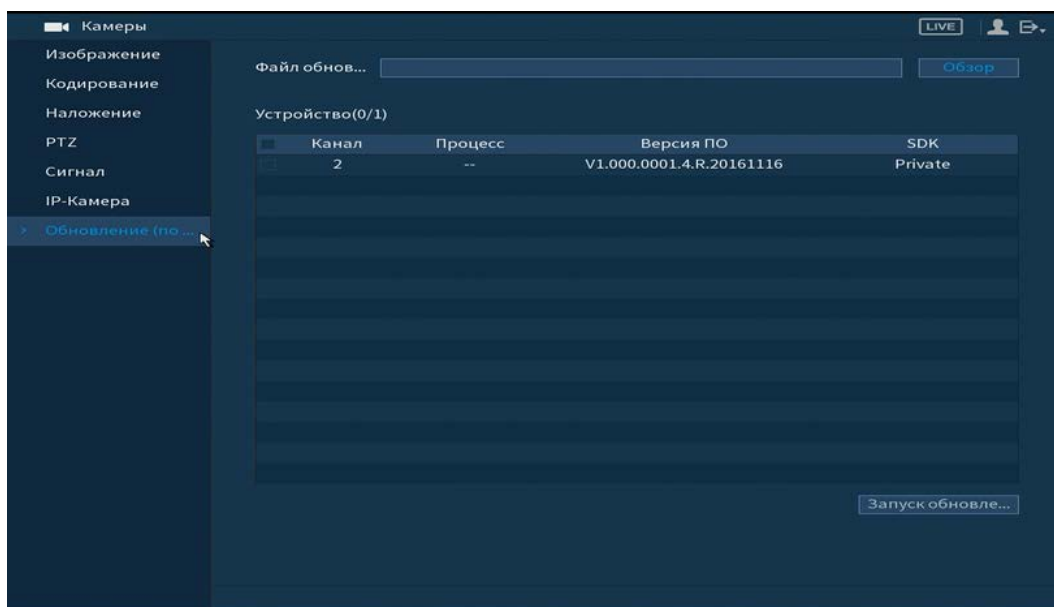 Камеры
LIVE
Изображение
Кодирование
Наложение
PTZ
Сигнал
IP-Камера
Обновление (по ...
Файл обнов...
Обзор
Устройство(0/1)
Канал Процесс Версия ПО SDK
2 -- V1.000.0001.4.R.20161116 Private
Запуск обновле...